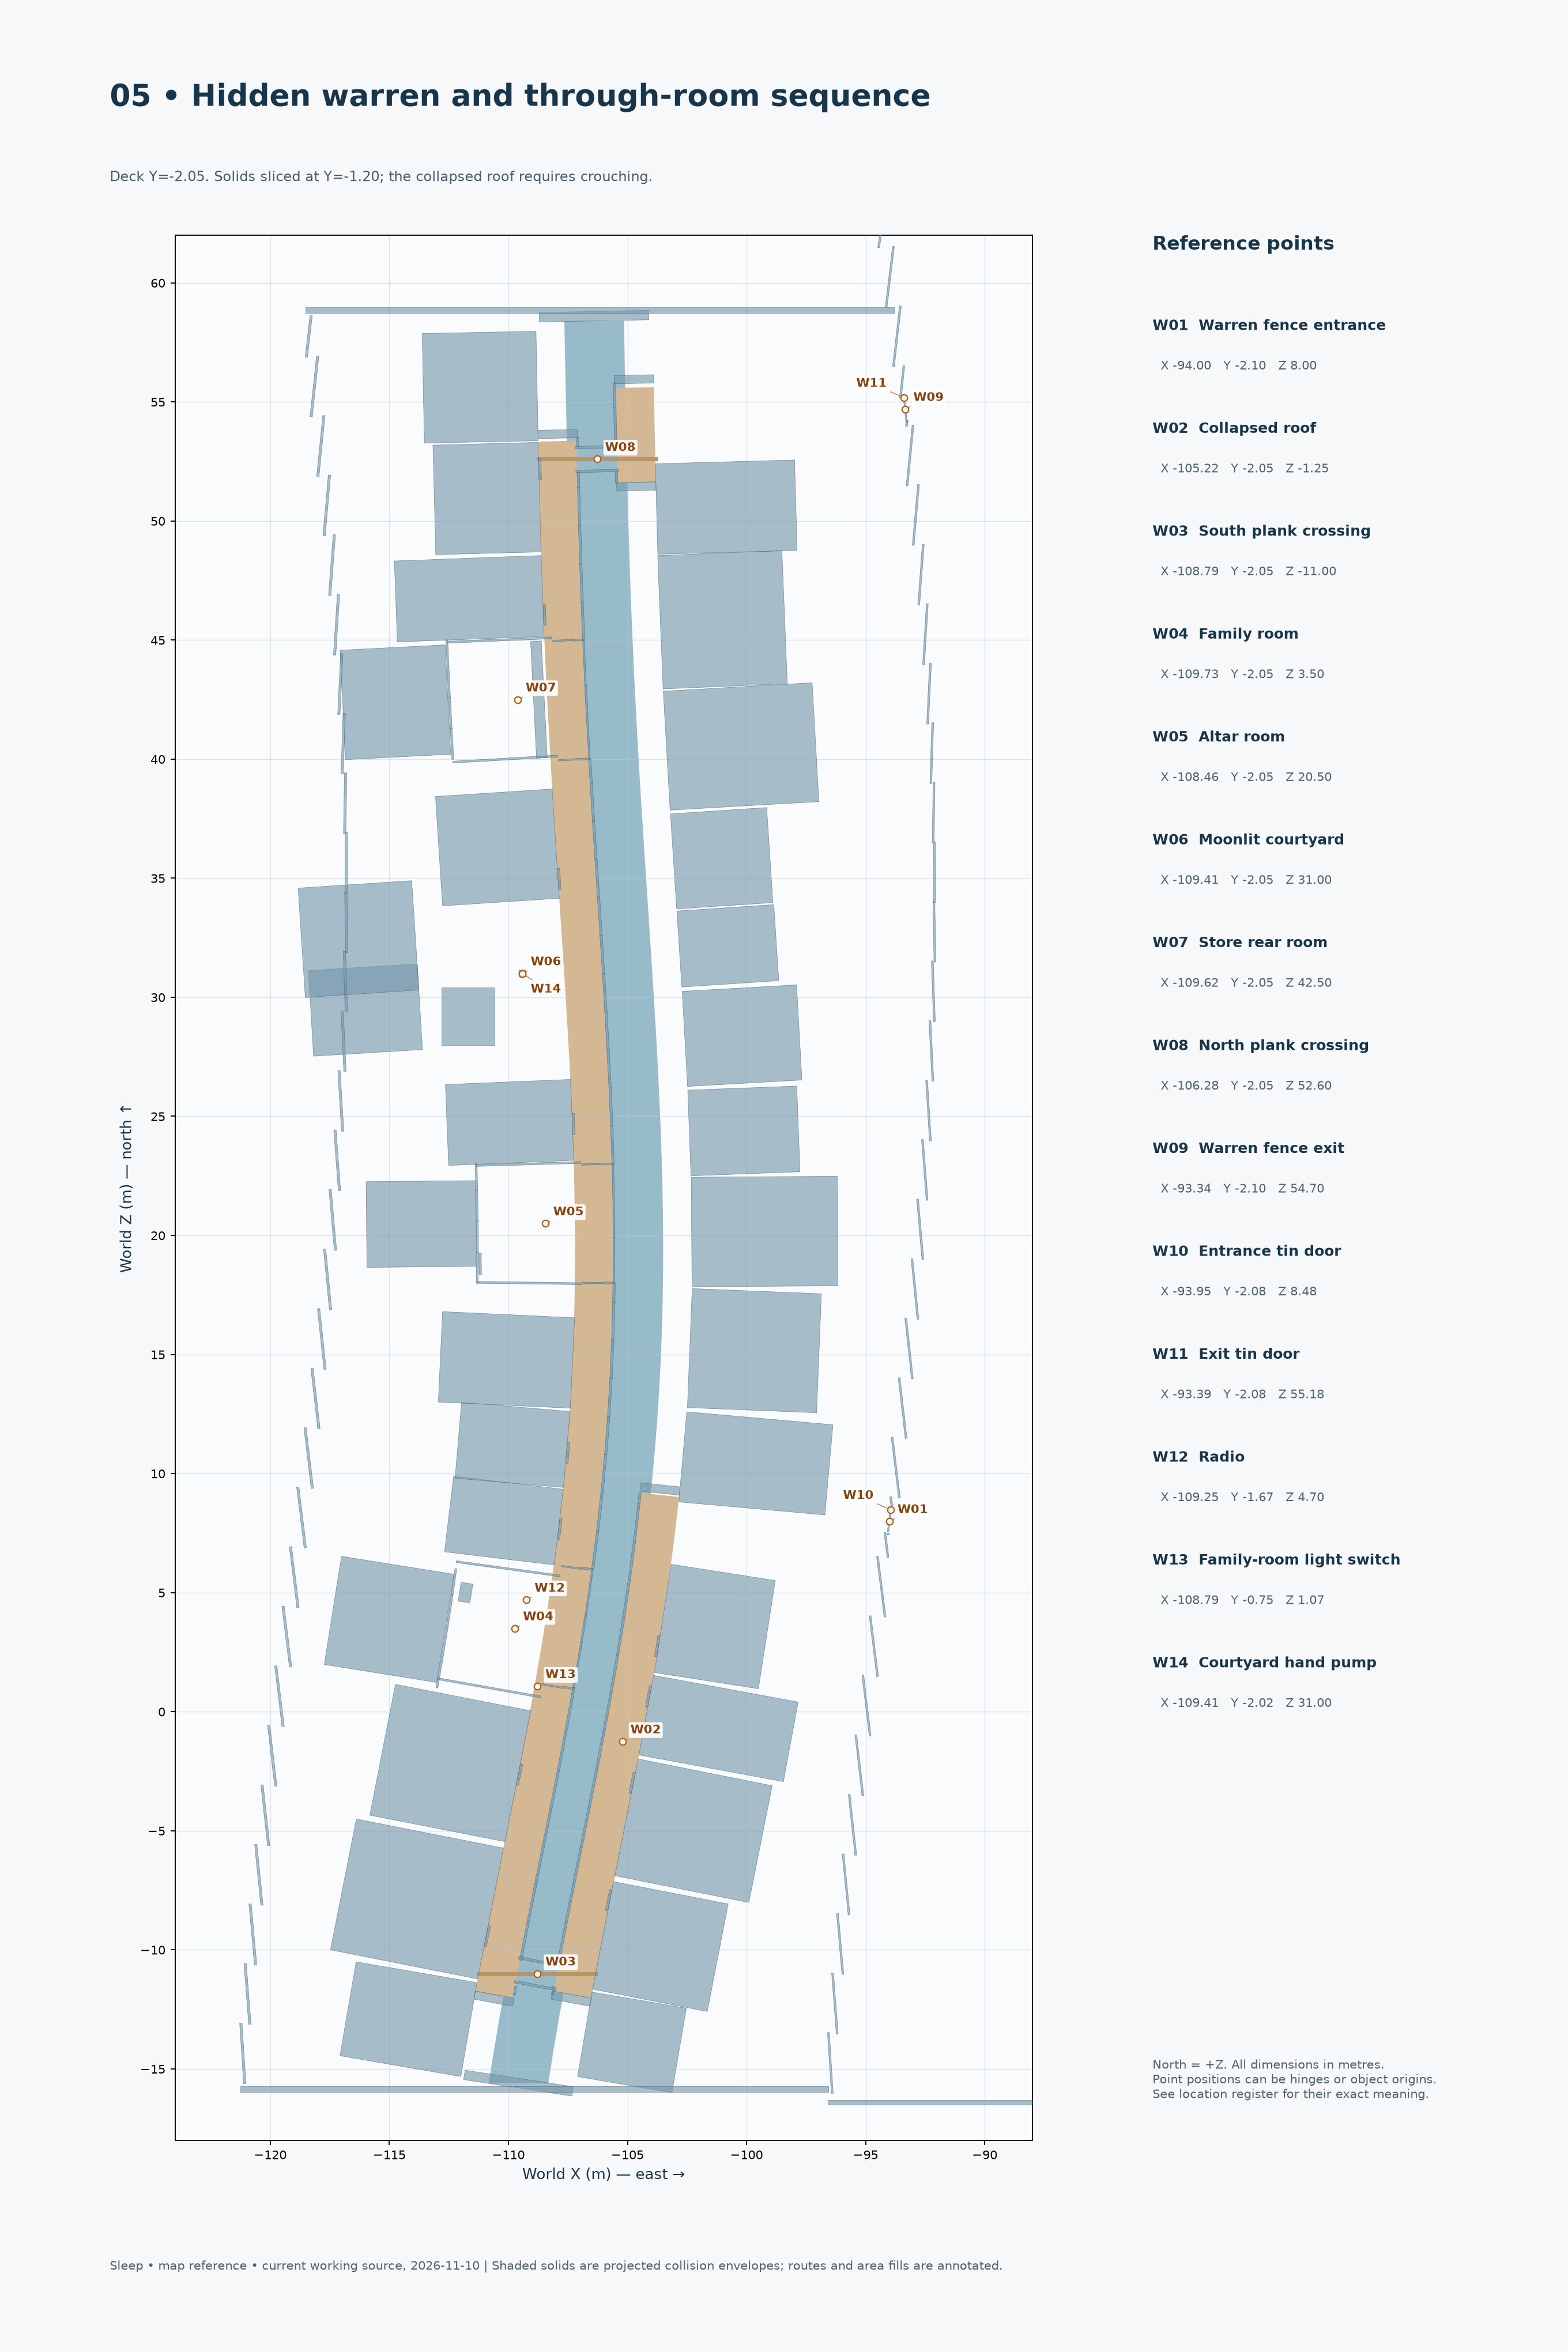 05 • Hidden warren and through-room sequence
Deck Y=-2.05. Solids sliced at Y=-1.20; the collapsed roof requires crouching.
World Z (m) — north ↑
60
55
50
45
40
35
30
25
20
15
10
5
0
−5
−10
−15
W11
W09
W08
W07
W06
W14
W05
W10
W01
W12
W04
W13
W02
W03
−120
−115
−110
−105
−100
−95
−90
World X (m) — east →
Reference points
W01 Warren fence entrance
X -94.00 Y -2.10 Z 8.00
W02 Collapsed roof
X -105.22 Y -2.05 Z -1.25
W03 South plank crossing
X -108.79 Y -2.05 Z -11.00
W04 Family room
X -109.73 Y -2.05 Z 3.50
W05 Altar room
X -108.46 Y -2.05 Z 20.50
W06 Moonlit courtyard
X -109.41 Y -2.05 Z 31.00
W07 Store rear room
X -109.62 Y -2.05 Z 42.50
W08 North plank crossing
X -106.28 Y -2.05 Z 52.60
W09 Warren fence exit
X -93.34 Y -2.10 Z 54.70
W10 Entrance tin door
X -93.95 Y -2.08 Z 8.48
W11 Exit tin door
X -93.39 Y -2.08 Z 55.18
W12 Radio
X -109.25 Y -1.67 Z 4.70
W13 Family-room light switch
X -108.79 Y -0.75 Z 1.07
W14 Courtyard hand pump
X -109.41 Y -2.02 Z 31.00
North = +Z. All dimensions in metres.
Point positions can be hinges or object origins.
See location register for their exact meaning.
Sleep • map reference • current working source, 2026-11-10 | Shaded solids are projected collision envelopes; routes and area fills are annotated.